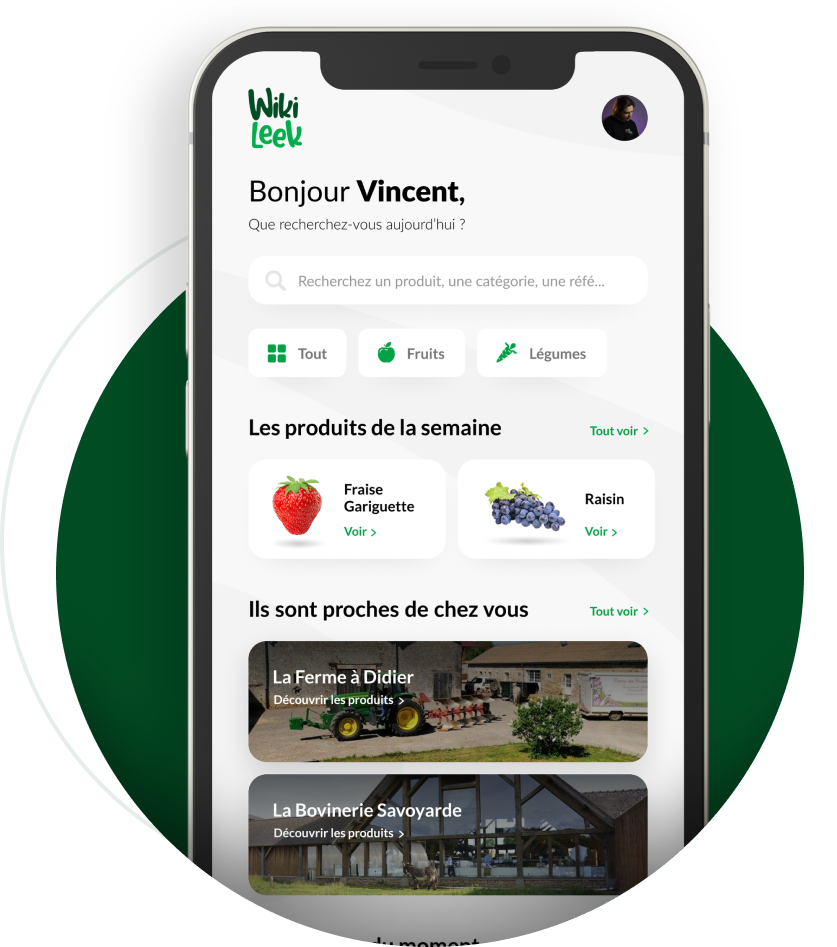 Wiki
Leek
Bonjour Vincent,
Que recherchez-vous aujourd'hui ?
Recherchez un produit, une catégorie, une réfé...
Tout
Fruits
Légumes
Les produits de la semaine
Tout voir >
Fraise
Gariguette
Voir >
Raisin
Voir >
Ils sont proches de chez vous
Tout voir >
La Ferme à Didier
Découvrir les produits >
La Bovinerie Savoyarde
Découvrir les produits >
du moment